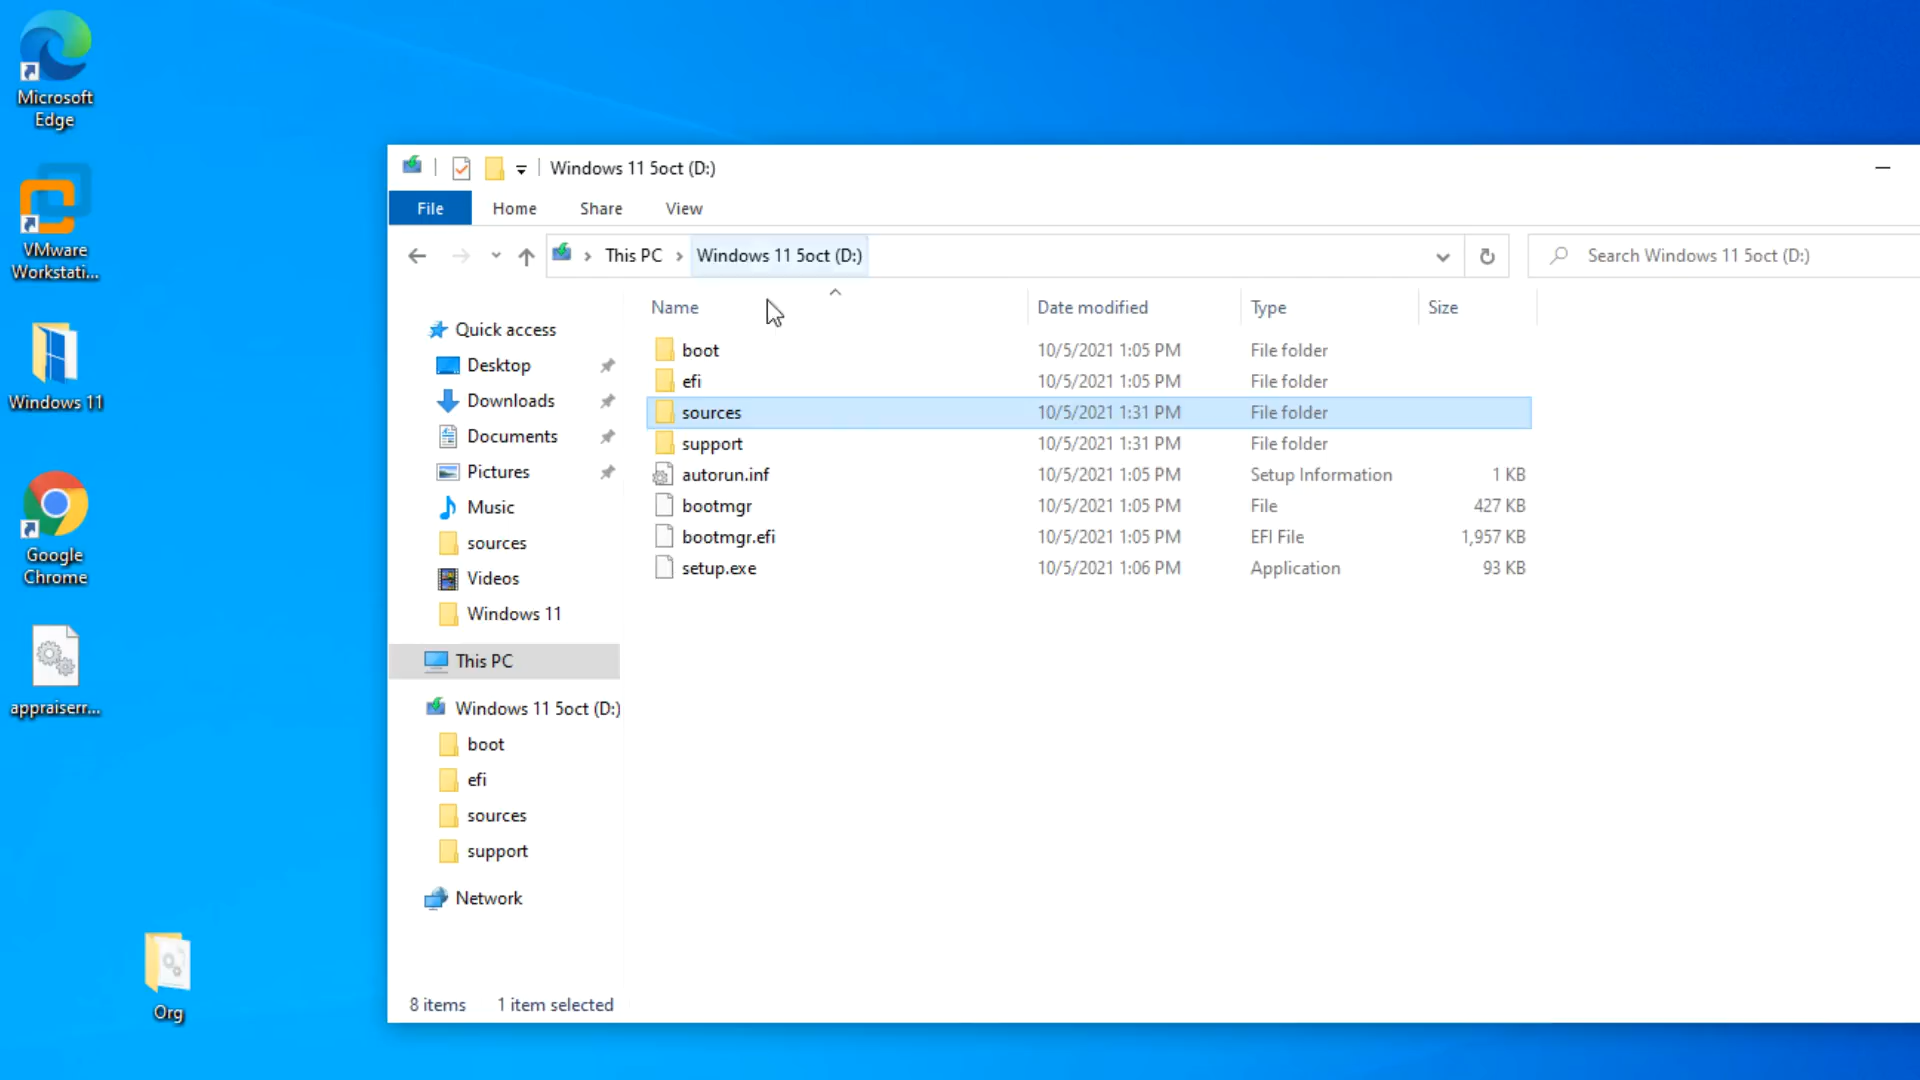 Microsoft
Edge
VMware
Workstati...
Windows 11
Google
Chrome
appraiserr...
Org
Windows 11 5oct (D:)
File Home Share View
This PC Windows 11 5oct (D:) Search Windows 11 5oct (D:)
Quick access
Desktop
Downloads
Documents
Pictures
Music
sources
Videos
Windows 11
This PC
Windows 11 5oct (D:)
boot
efi
sources
support
Network
Name Date modified Type Size
boot 10/5/2021 1:05 PM File folder
efi 10/5/2021 1:05 PM File folder
sources 10/5/2021 1:31 PM File folder
support 10/5/2021 1:31 PM File folder
autorun.inf 10/5/2021 1:05 PM Setup Information 1 KB
bootmgr 10/5/2021 1:05 PM File 427 KB
bootmgr.efi 10/5/2021 1:05 PM EFI File 1,957 KB
setup.exe 10/5/2021 1:06 PM Application 93 KB
8 items 1 item selected